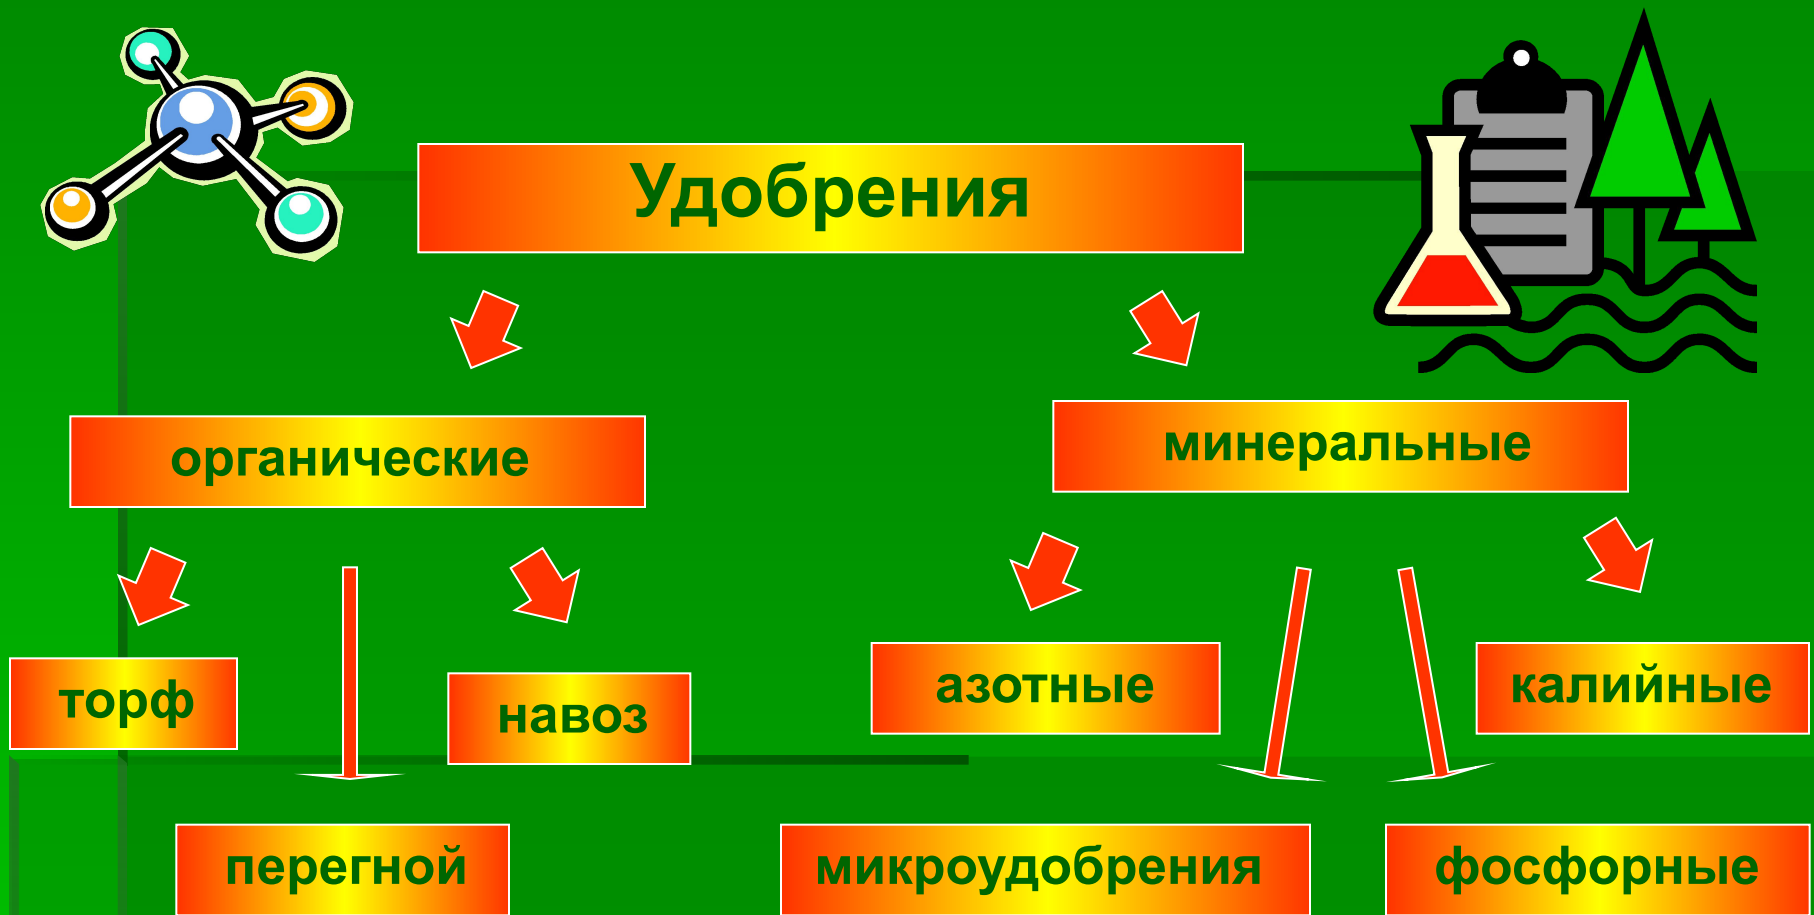 Удобрения
органические
минеральные
торф
навоз
азотные
калийные
перегной
микроудобрения
фосфорные